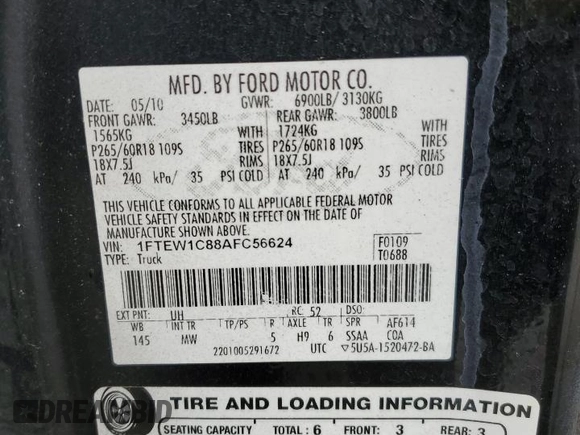 MFD. BY FORD MOTOR CO.
DATE: 05/10 GVWR: 6900LB/ 3130KG
FRONT GAWR: 3450LB REAR GAWR: 3800LB
1565KG WITH 1724KG WITH
P265/60R18 109S TIRES P265/60R18 109S TIRES
18X7.5J RIMS 18X7.5J RIMS
AT 240 kPa/ 35 PSI COLD AT 240 kPa/ 35 PSI COLD
THIS VEHICLE CONFORMS TO ALL APPLICABLE FEDERAL MOTOR
VEHICLE SAFETY STANDARDS IN EFFECT ON THE DATE OF
MANUFACTURE SHOWN ABOVE.
VIN: 1FTEW1C88AFC56624 F0109
TYPE: Truck T0688
EXT PNT: UH RC: 52 DSO:
WB INT TR TP/PS R AXLE TR SPR AF614
145 MW 5 H9 6 SSAA COA
2201005291672 UTC ▽5U5A-1520472-BA
TIRE AND LOADING INFORMATION
SEATING CAPACITY TOTAL: 6 FRONT: 3 REAR: 3
DREAMBID